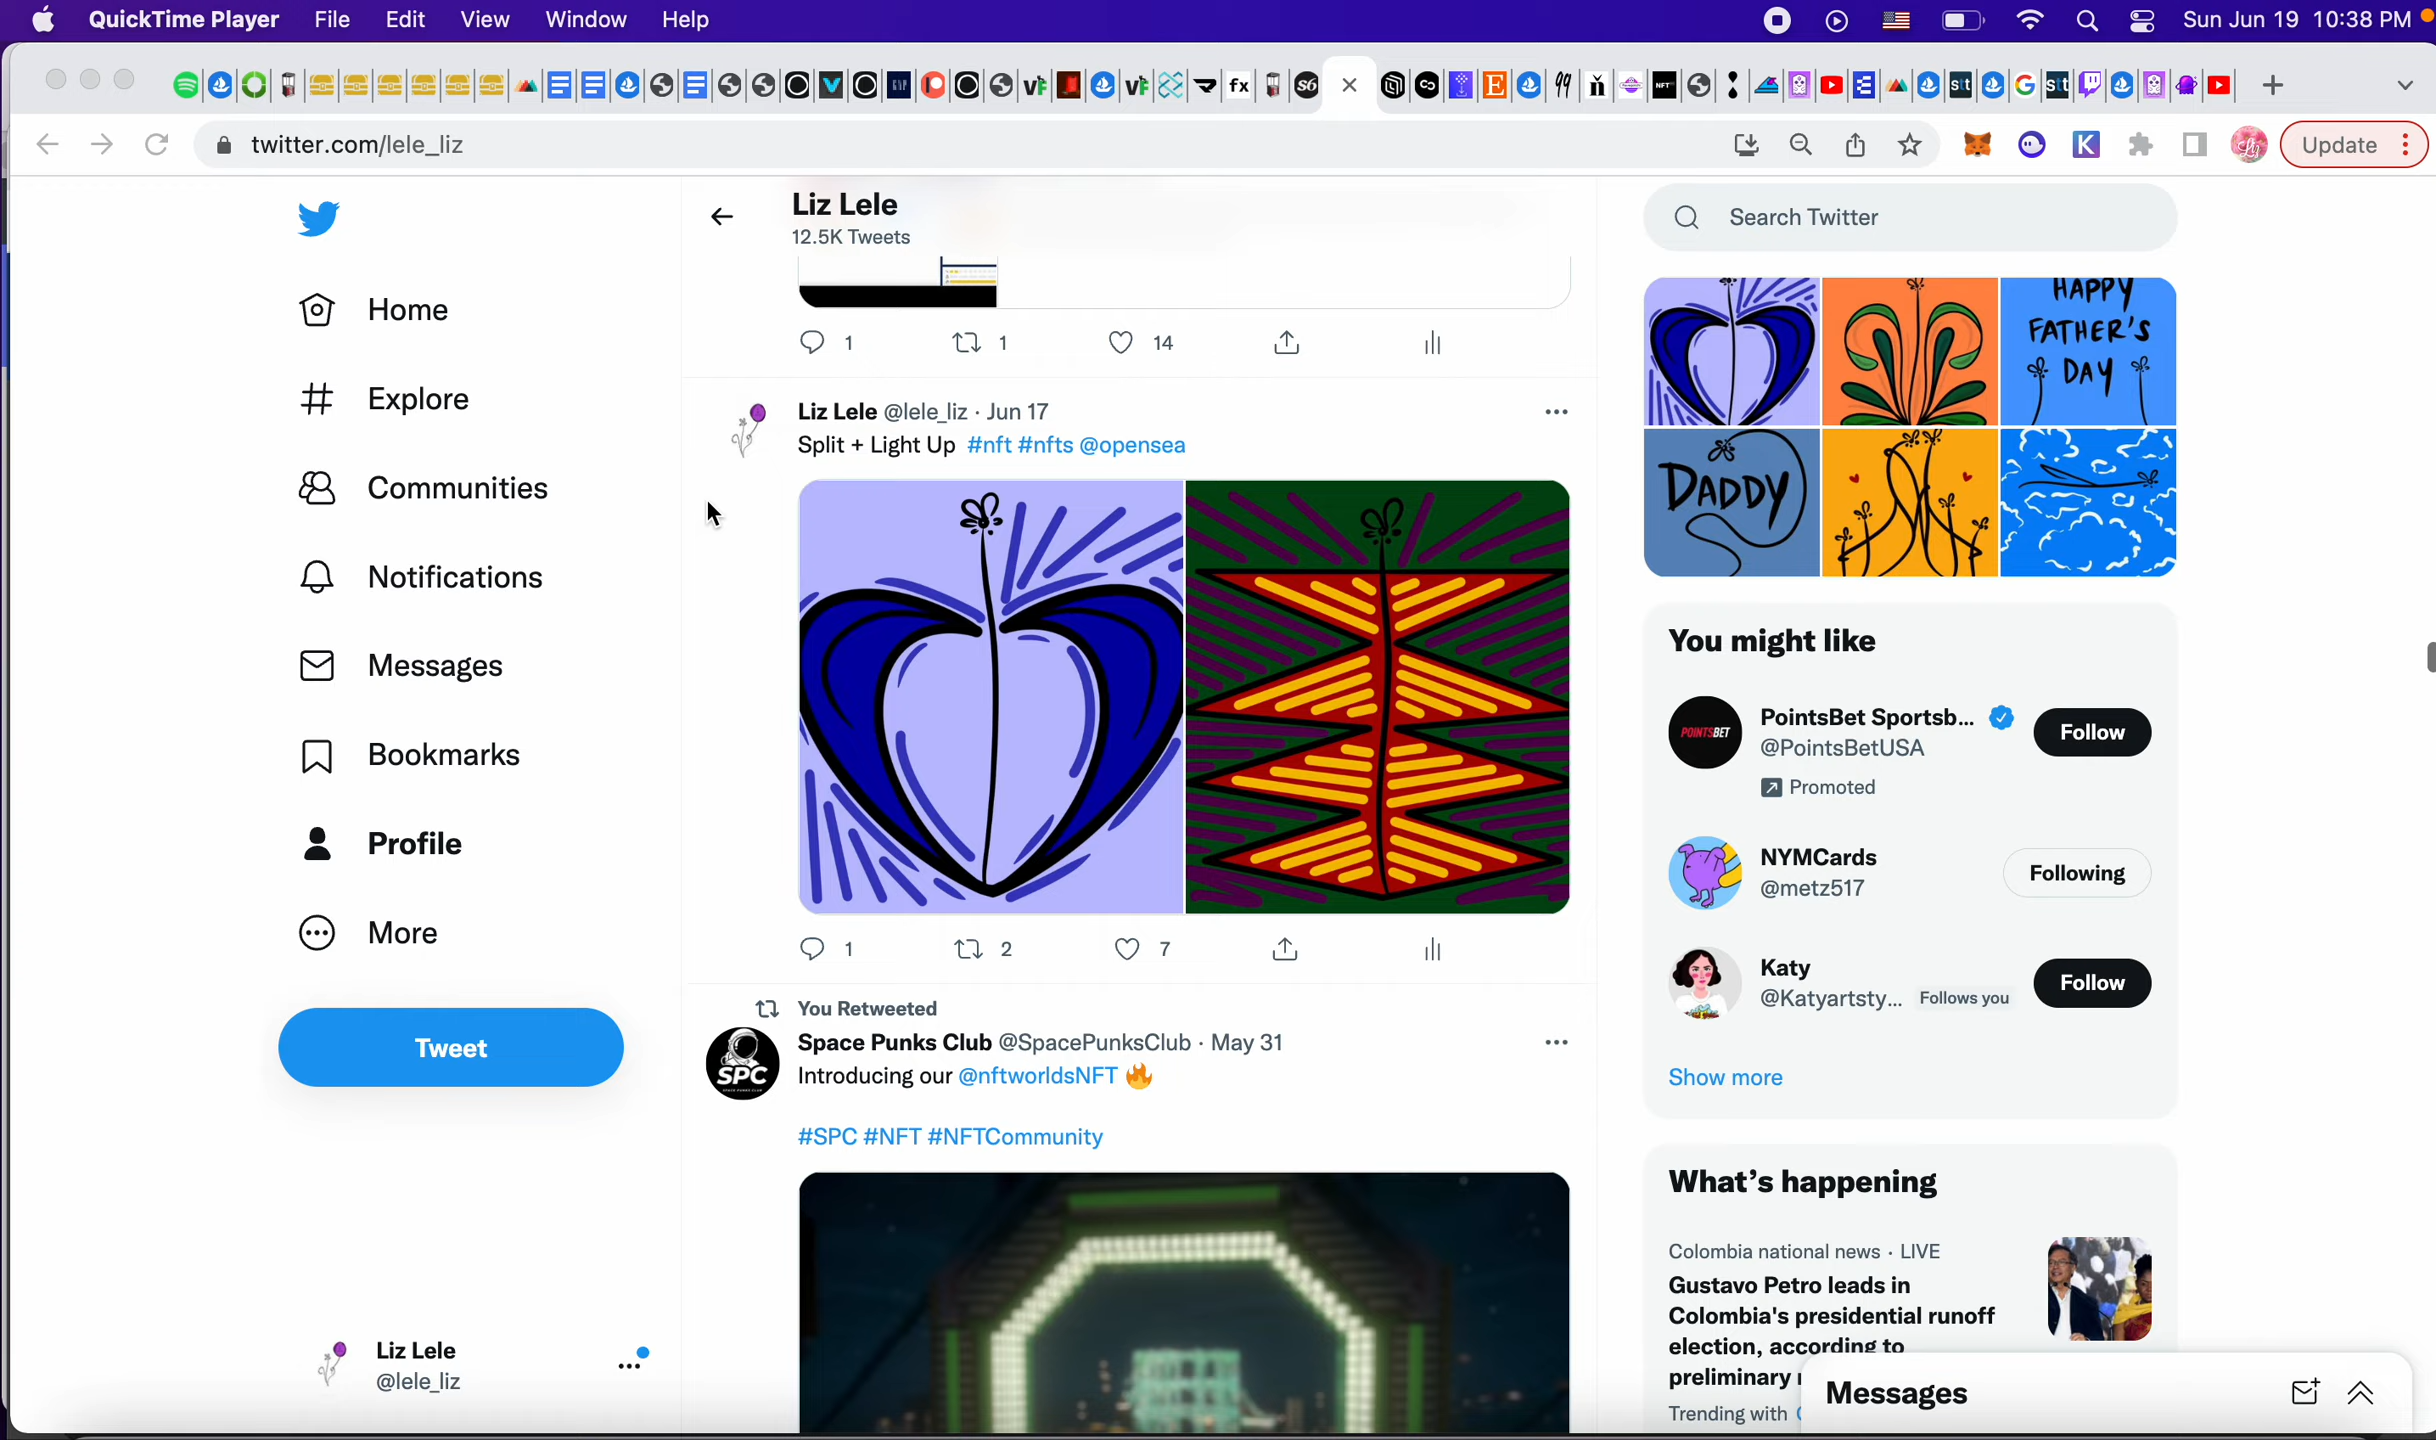 QuickTime Player File Edit View Window Help Sun Jun 19 10:38 PM
twitter.com/lele_liz
Update
Home
Explore
Communities
Notifications
Messages
Bookmarks
Profile
More
Tweet
Liz Lele
@lele_liz
Liz Lele
12.5K Tweets
1 1 14
Liz Lele @lele_liz · Jun 17
Split + Light Up #nft #nfts @opensea
1 2 7
You Retweeted
Space Punks Club @SpacePunksClub · May 31
SPC
Introducing our @nftworldsNFT 🔥
#SPC #NFT #NFTCommunity
Search Twitter
HAPPY
FATHER'S
DAY
DADDY
You might like
POINTSBET
PointsBet Sportsb...
@PointsBetUSA
Promoted
Follow
NYMCards
@metz517
Following
Katy
@Katyartsty... Follows you
Follow
Show more
What's happening
Colombia national news · LIVE
Gustavo Petro leads in
Colombia's presidential runoff
election, according to
preliminary
Trending with
Messages